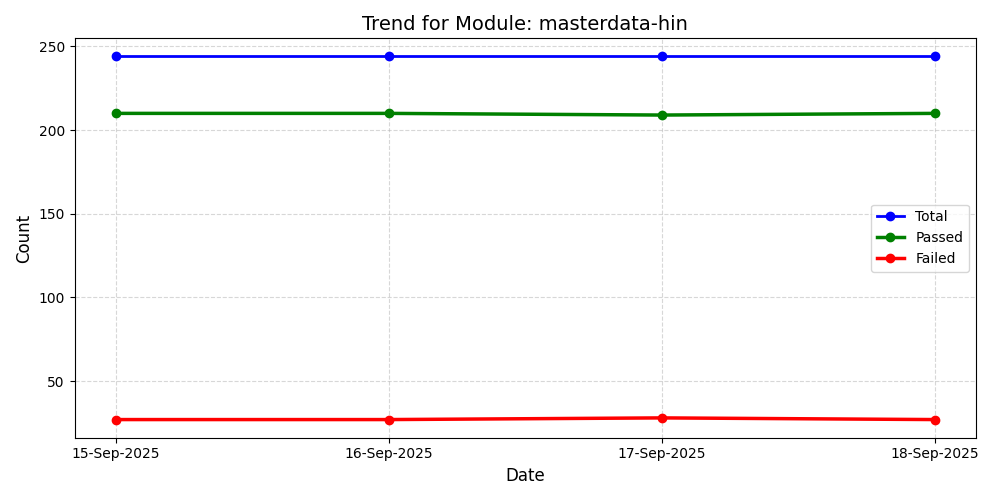 Trend for Module: masterdata-hin
250
200
150
100
50
Count
Total
Passed
Failed
15-Sep-2025
16-Sep-2025
17-Sep-2025
18-Sep-2025
Date